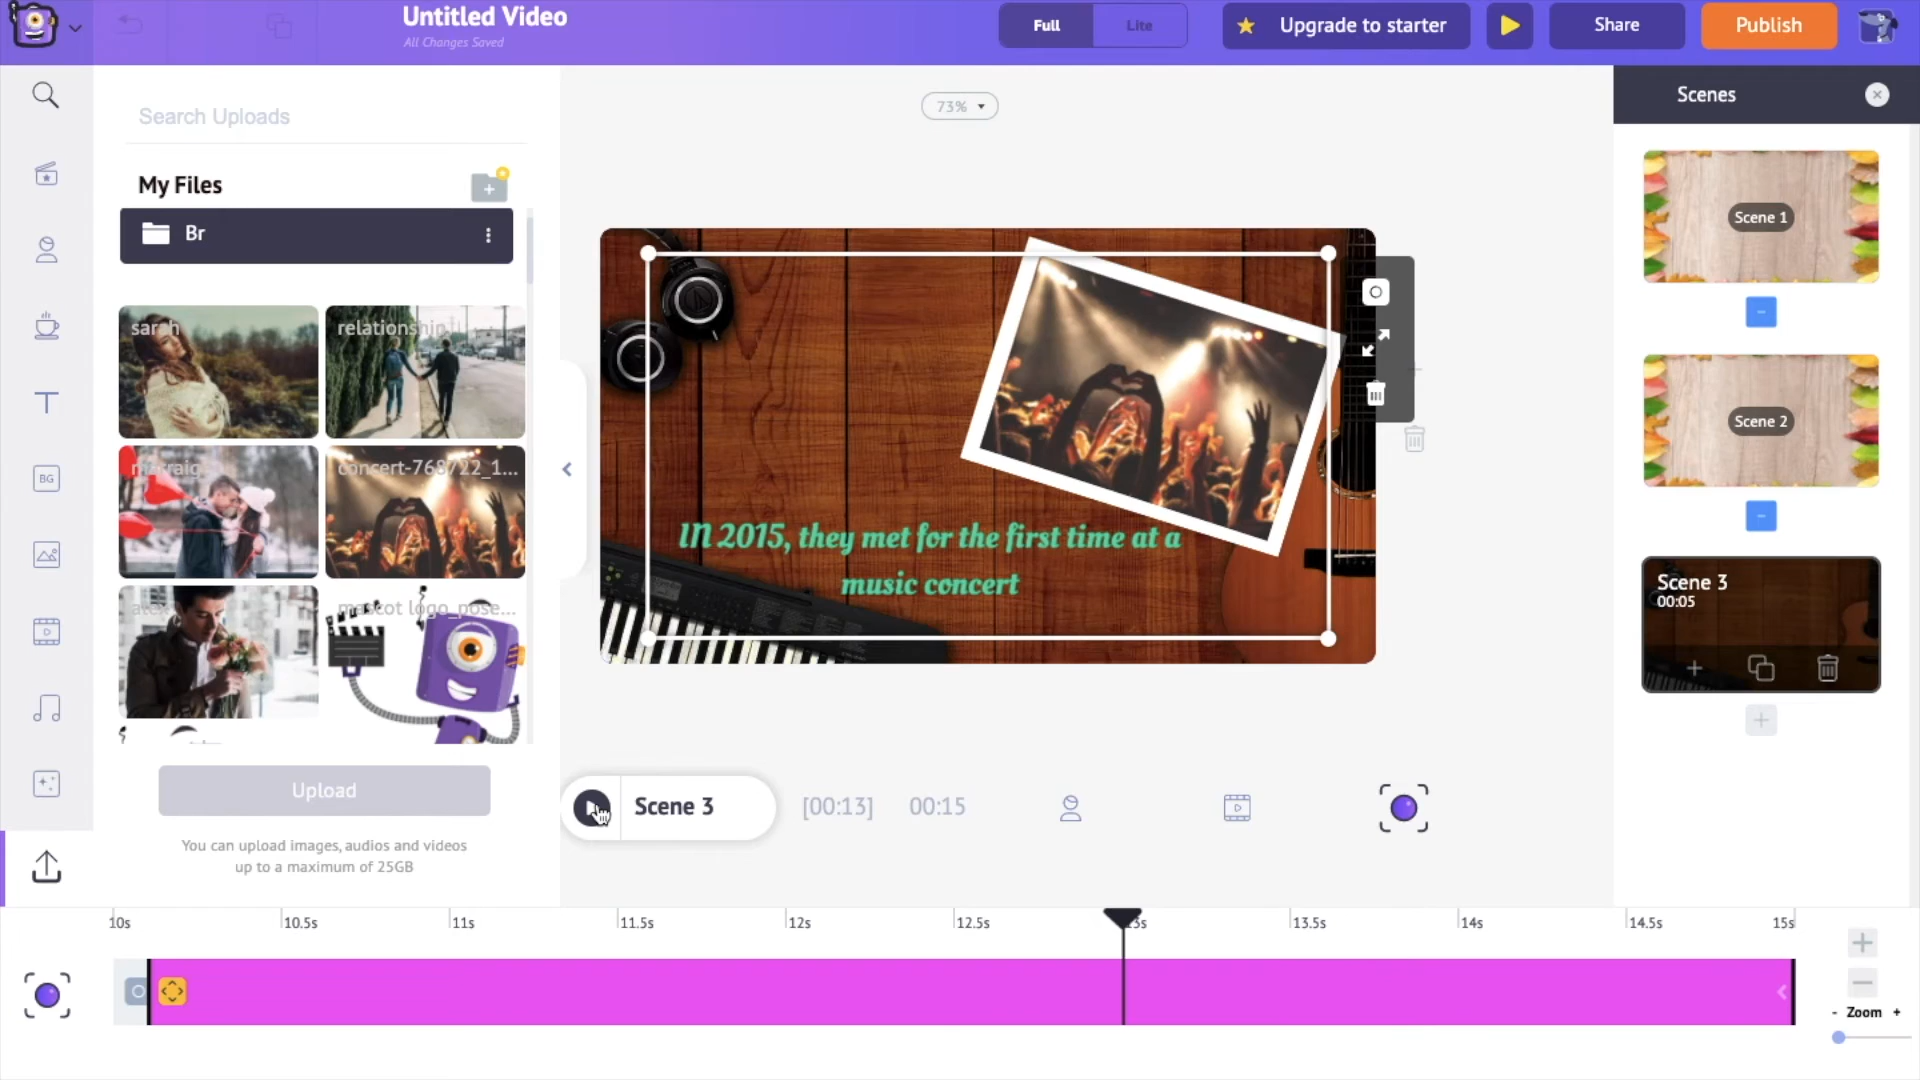 Untitled Video
All Changes Saved
Full
Lite
Upgrade to starter
Share
Publish
Search Uploads
73%
Scenes
My Files
Br
sarah
relationship
concert-768722_1...
mascot logo_pose...
BG
IN 2015, they met for the first time at a
music concert
Scene 1
Scene 2
Scene 3
00:05
Upload
You can upload images, audios and videos
up to a maximum of 25GB
Scene 3
[00:13]
00:15
10s
10.5s
11s
11.5s
12s
12.5s
13.5s
14s
14.5s
15s
- Zoom +